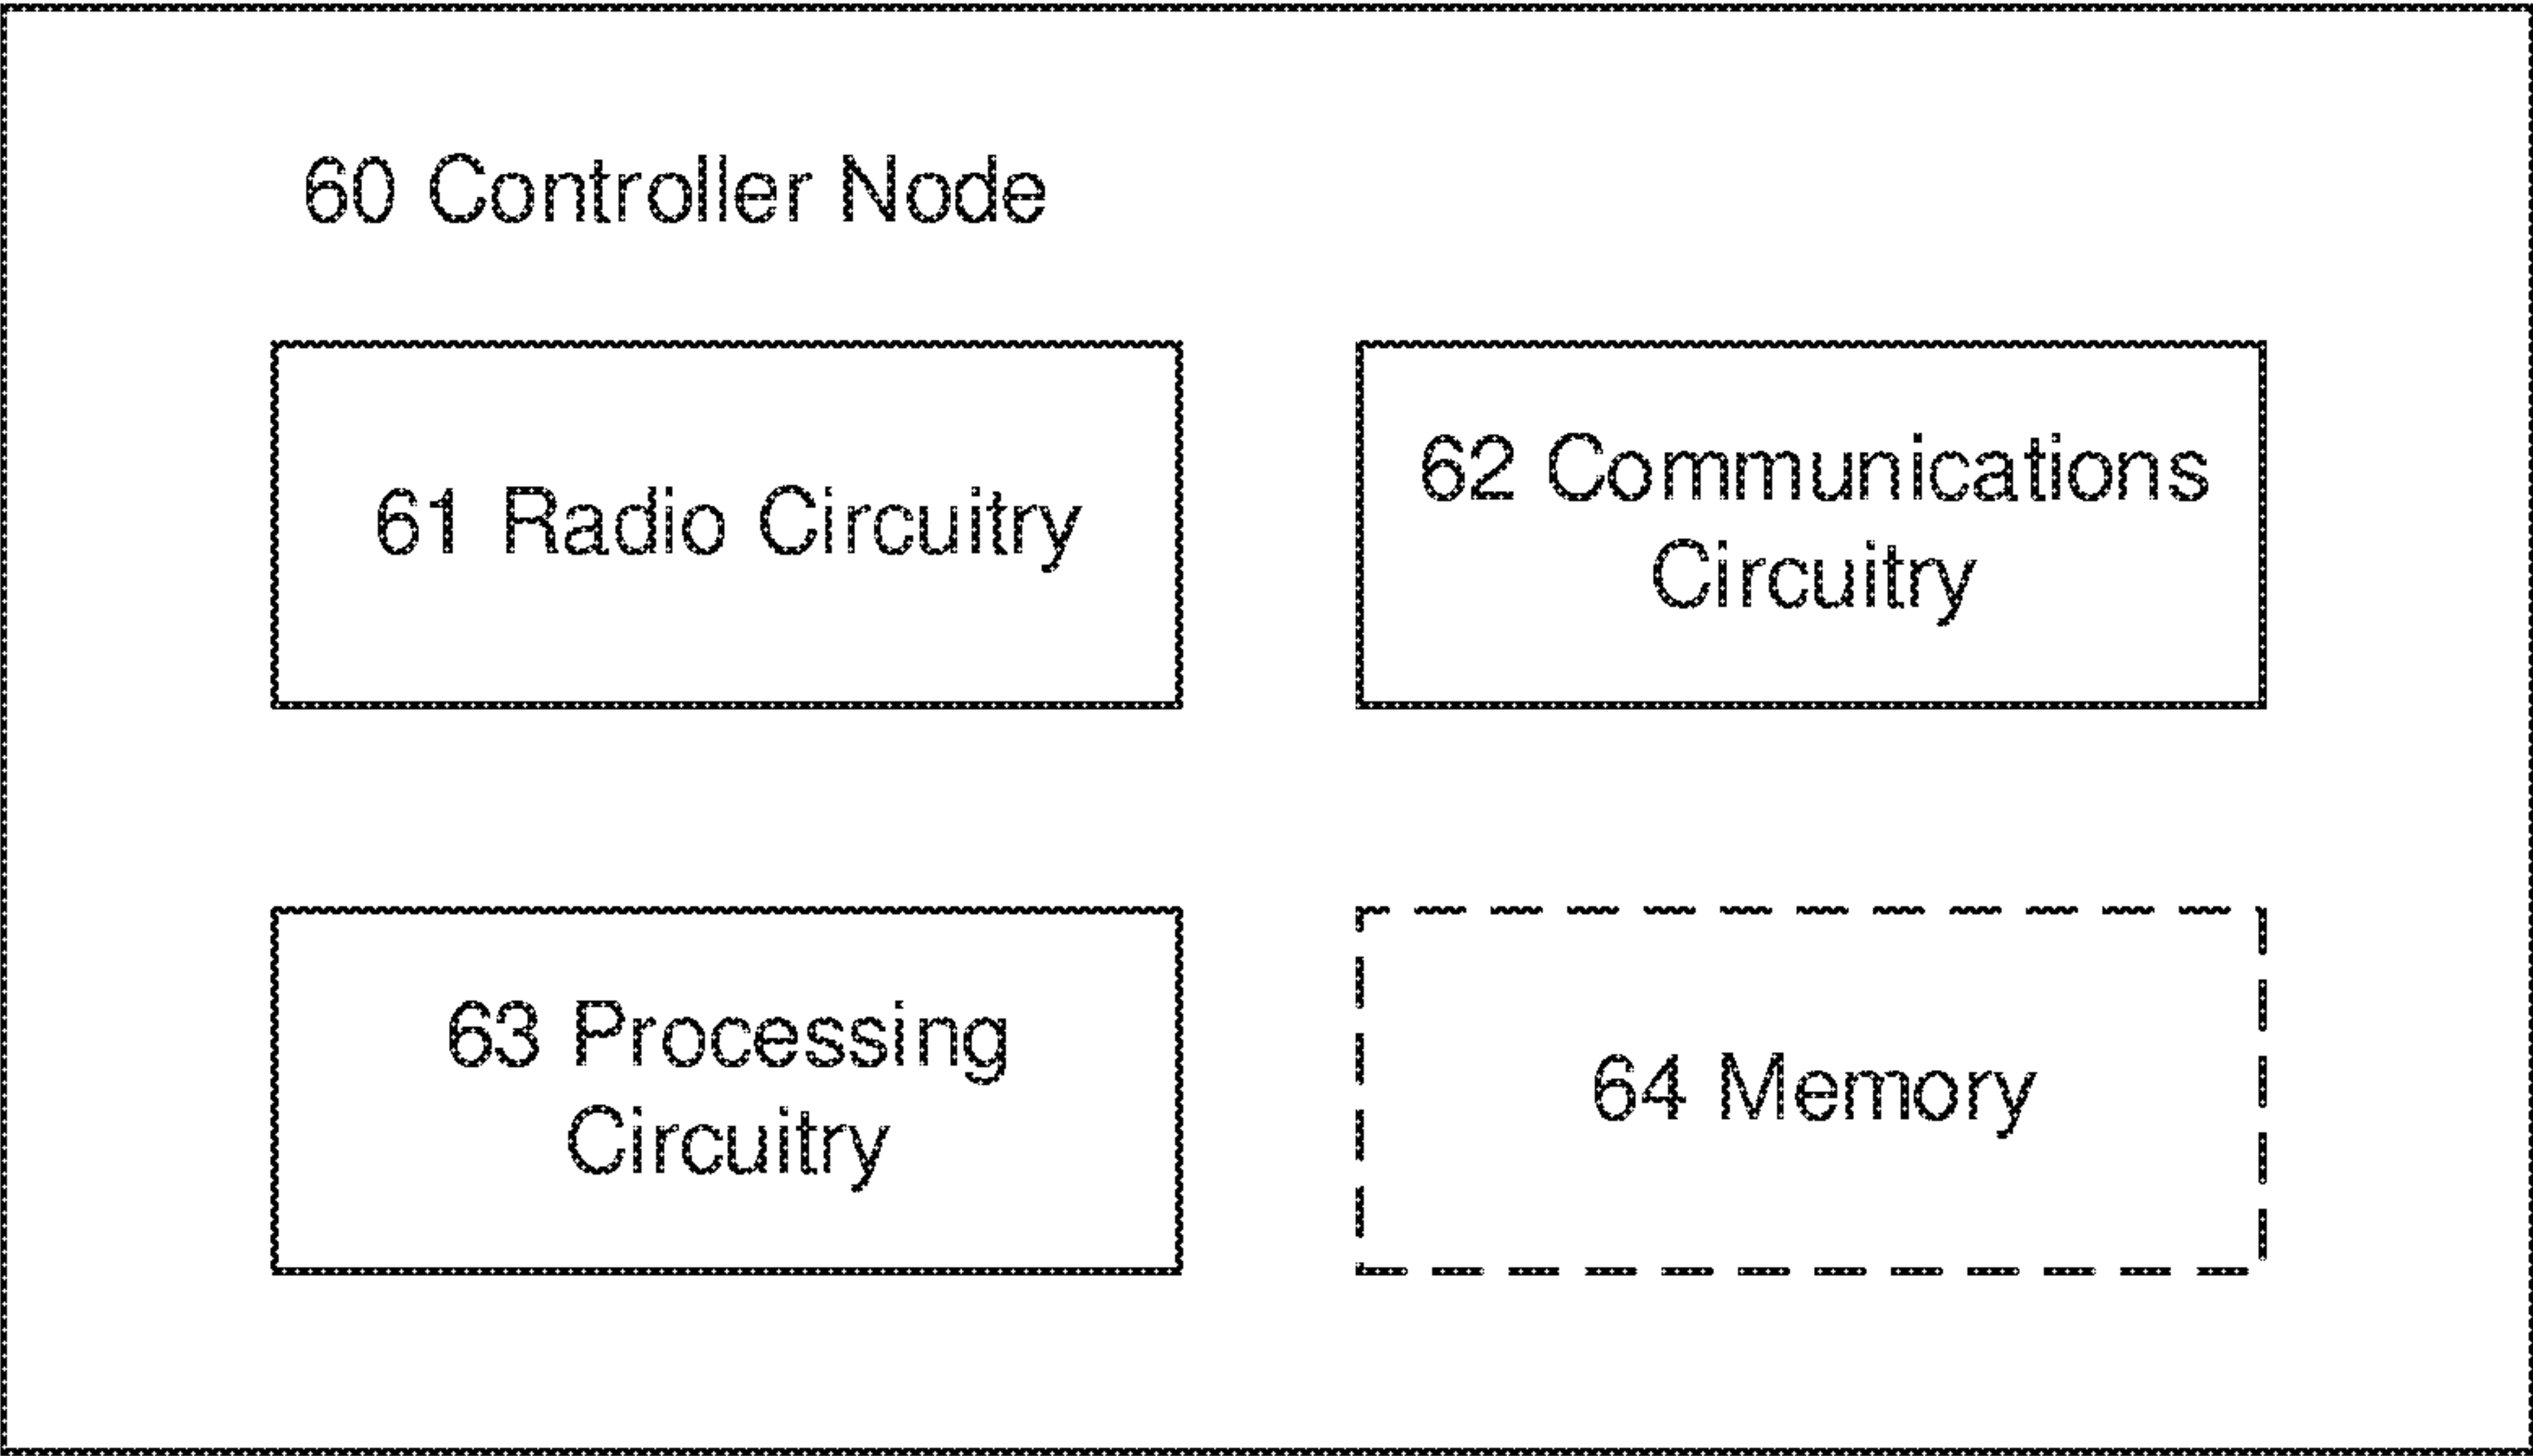 60 Controller Node
61 Radio Circuitry
62 Communications
Circuitry
63 Processing
Circuitry
64 Memory